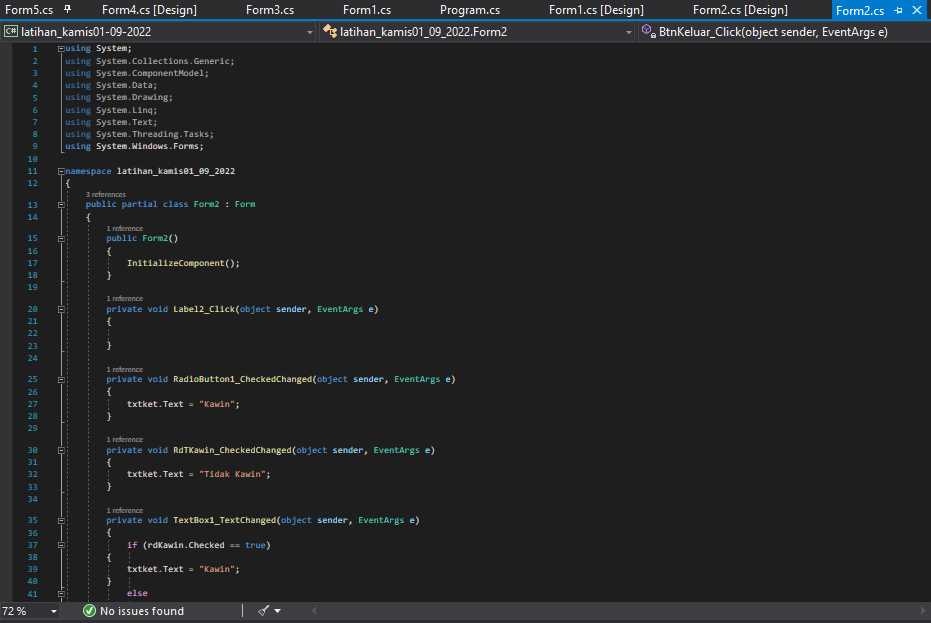 Form5.cs Form4.cs [Design] Form3.cs Form1.cs Program.cs Form1.cs [Design] Form2.cs [Design] Form2.cs
C# latihan_kamis01-09-2022 latihan_kamis01_09_2022.Form2 BtnKeluar_Click(object sender, EventArgs e)
1 using System;
2 using System.Collections.Generic;
3 using System.ComponentModel;
4 using System.Data;
5 using System.Drawing;
6 using System.Linq;
7 using System.Text;
8 using System.Threading.Tasks;
9 using System.Windows.Forms;
10
11 namespace latihan_kamis01_09_2022
12 {
3 references
13 public partial class Form2 : Form
14 {
1 reference
15 public Form2()
16 {
17 InitializeComponent();
18 }
19
1 reference
20 private void Label2_Click(object sender, EventArgs e)
21 {
22
23 }
24
1 reference
25 private void RadioButton1_CheckedChanged(object sender, EventArgs e)
26 {
27 txtket.Text = "Kawin";
28 }
29
1 reference
30 private void RdTKawin_CheckedChanged(object sender, EventArgs e)
31 {
32 txtket.Text = "Tidak Kawin";
33 }
34
1 reference
35 private void TextBox1_TextChanged(object sender, EventArgs e)
36 {
37 if (rdKawin.Checked == true)
38 {
39 txtket.Text = "Kawin";
40 }
41 else
72 % No issues found